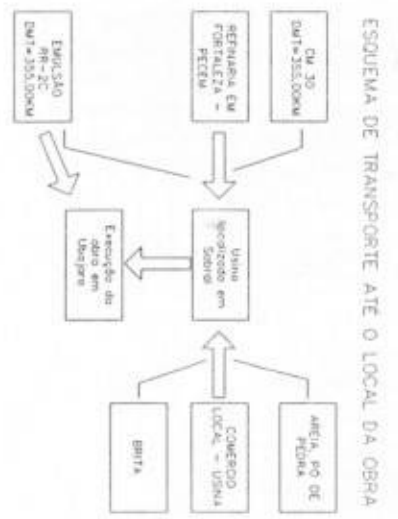 ESQUEMA DE TRANSPORTE ATÉ O LOCAL DA OBRA
CM 30
DMT=355.00KM
AREIA, PÓ DE
PEDRA
REFINARIA EM
FORTALEZA –
PECEM
Usina
localizada em
Sobral
COMERCIO
LOCAL – USINA
EMULSÃO
RR-2C
DMT=355.00KM
Execução da
obra em
Ubajara
BRITA